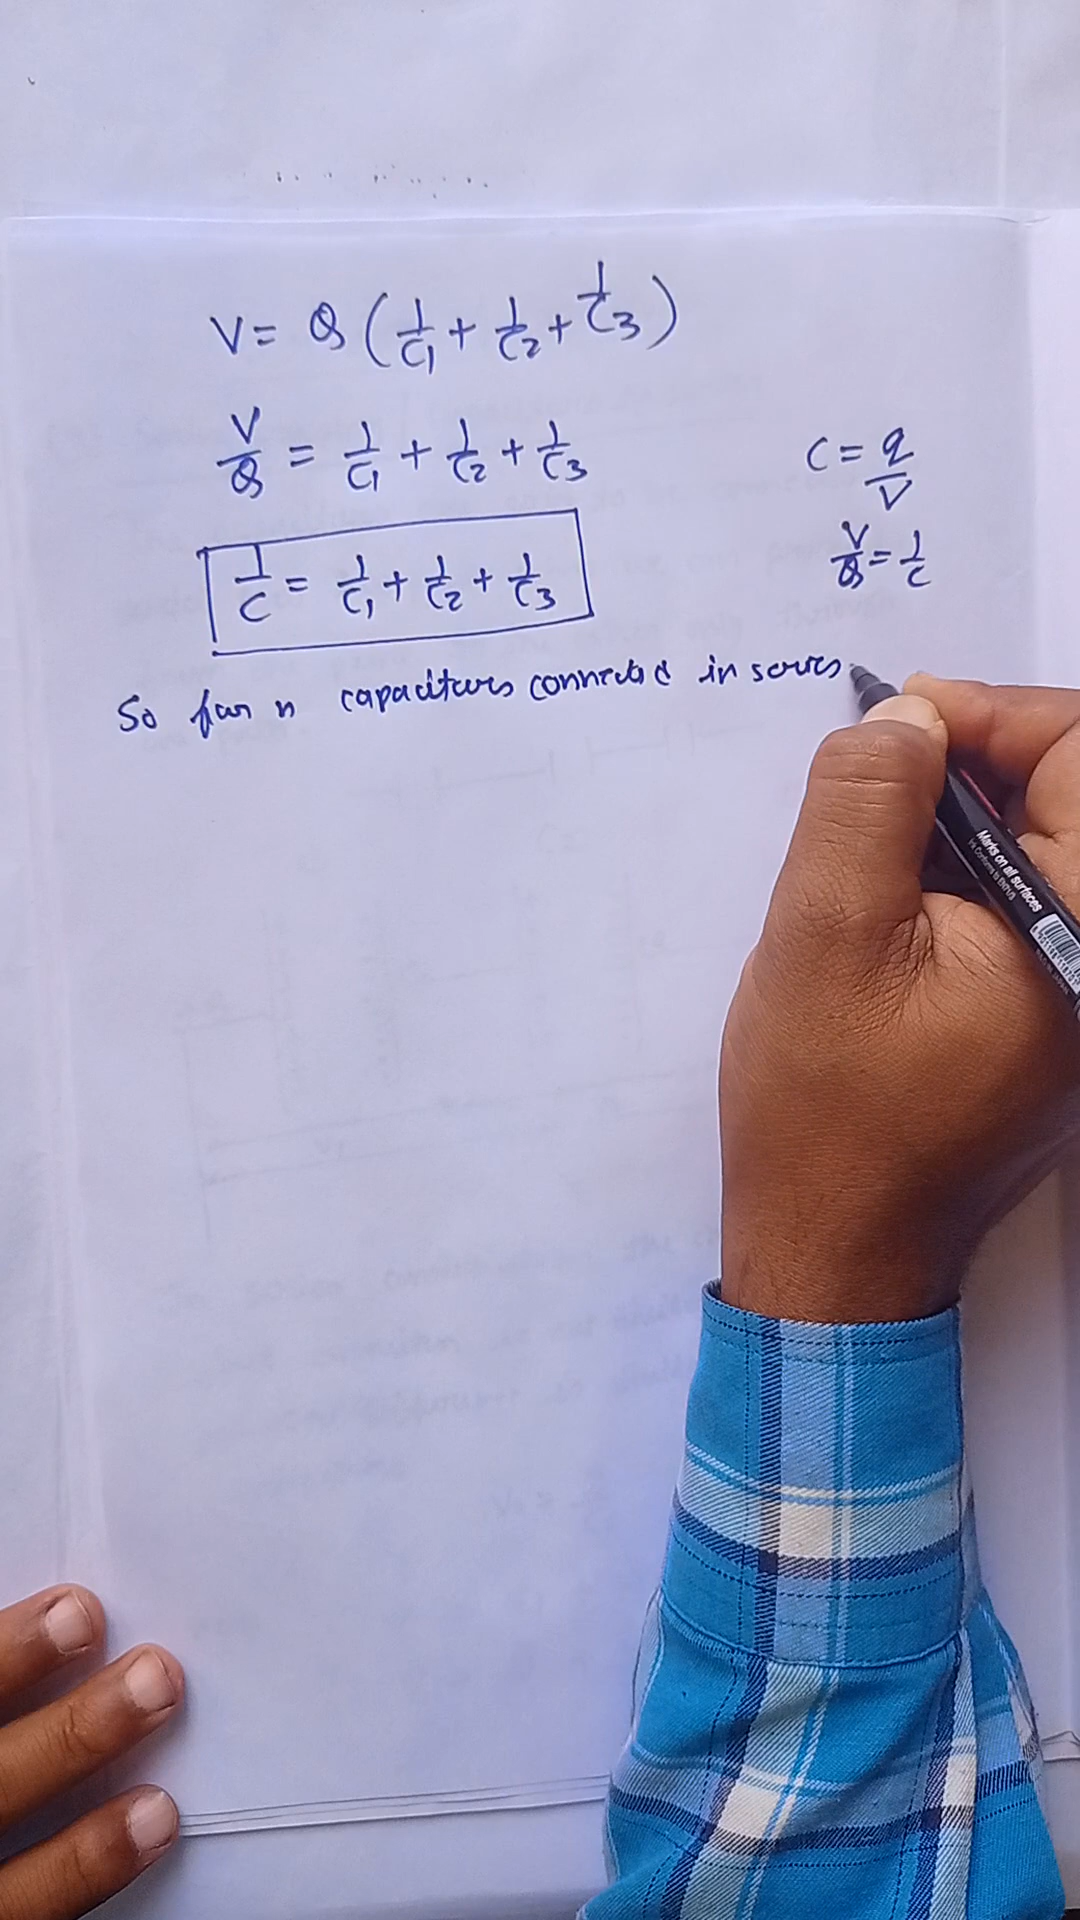 V = Q ( 1/C1 + 1/C2 + 1/C3 )
V/Q = 1/C1 + 1/C2 + 1/C3
C = q/V
V/Q = 1/C
1/C = 1/C1 + 1/C2 + 1/C3
So for n capacitors connected in series
Marks on all surfaces